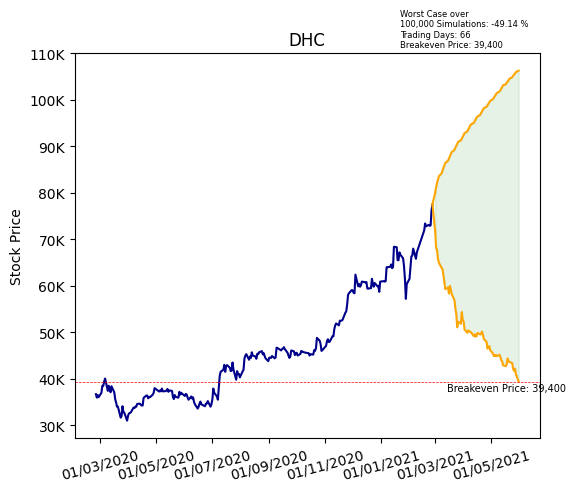 Worst Case over
100,000 Simulations: -49.14 %
Trading Days: 66
Breakeven Price: 39,400
DHC
110K
100K
90K
80K
70K
60K
50K
40K
30K
Stock Price
Breakeven Price: 39,400
01/03/2020
01/05/2020
01/07/2020
01/09/2020
01/11/2020
01/01/2021
01/03/2021
01/05/2021